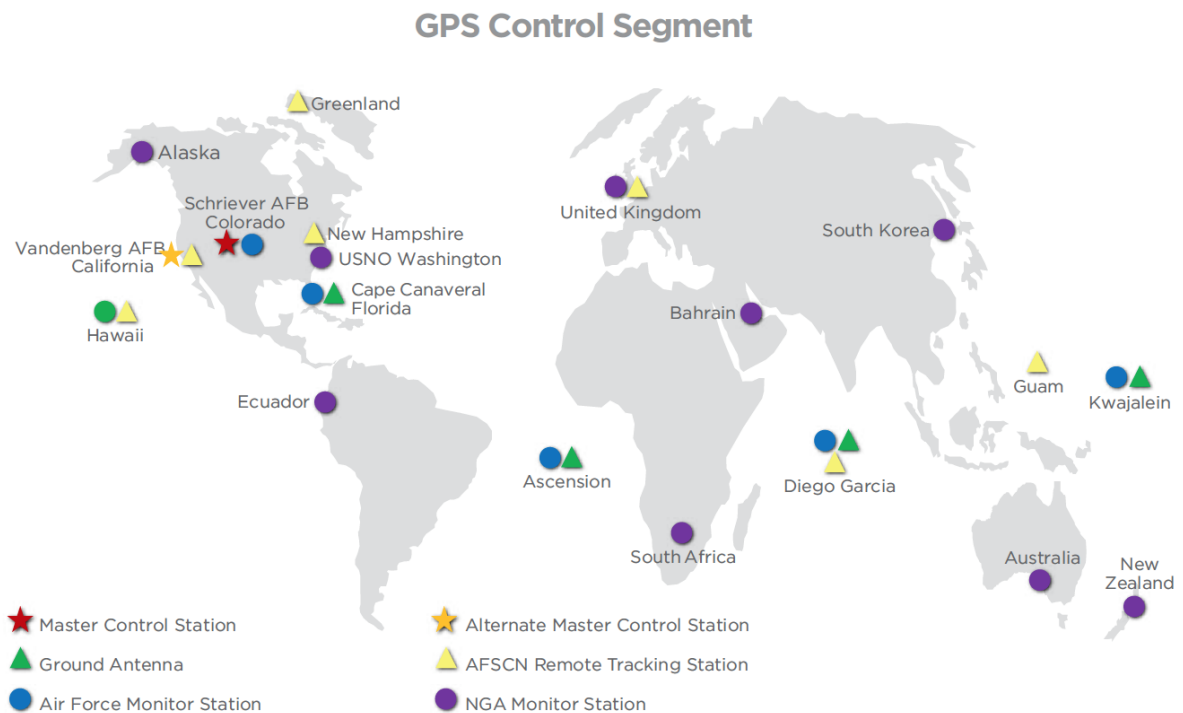 GPS Control Segment
Greenland
Alaska
Schriever AFB
Colorado
Vandenberg AFB
California
New Hampshire
USNO Washington
Cape Canaveral
Florida
Hawaii
United Kingdom
South Korea
Bahrain
Guam
Kwajalein
Ecuador
Ascension
Diego Garcia
South Africa
Australia
New
Zealand
Master Control Station
Alternate Master Control Station
Ground Antenna
AFSCN Remote Tracking Station
Air Force Monitor Station
NGA Monitor Station